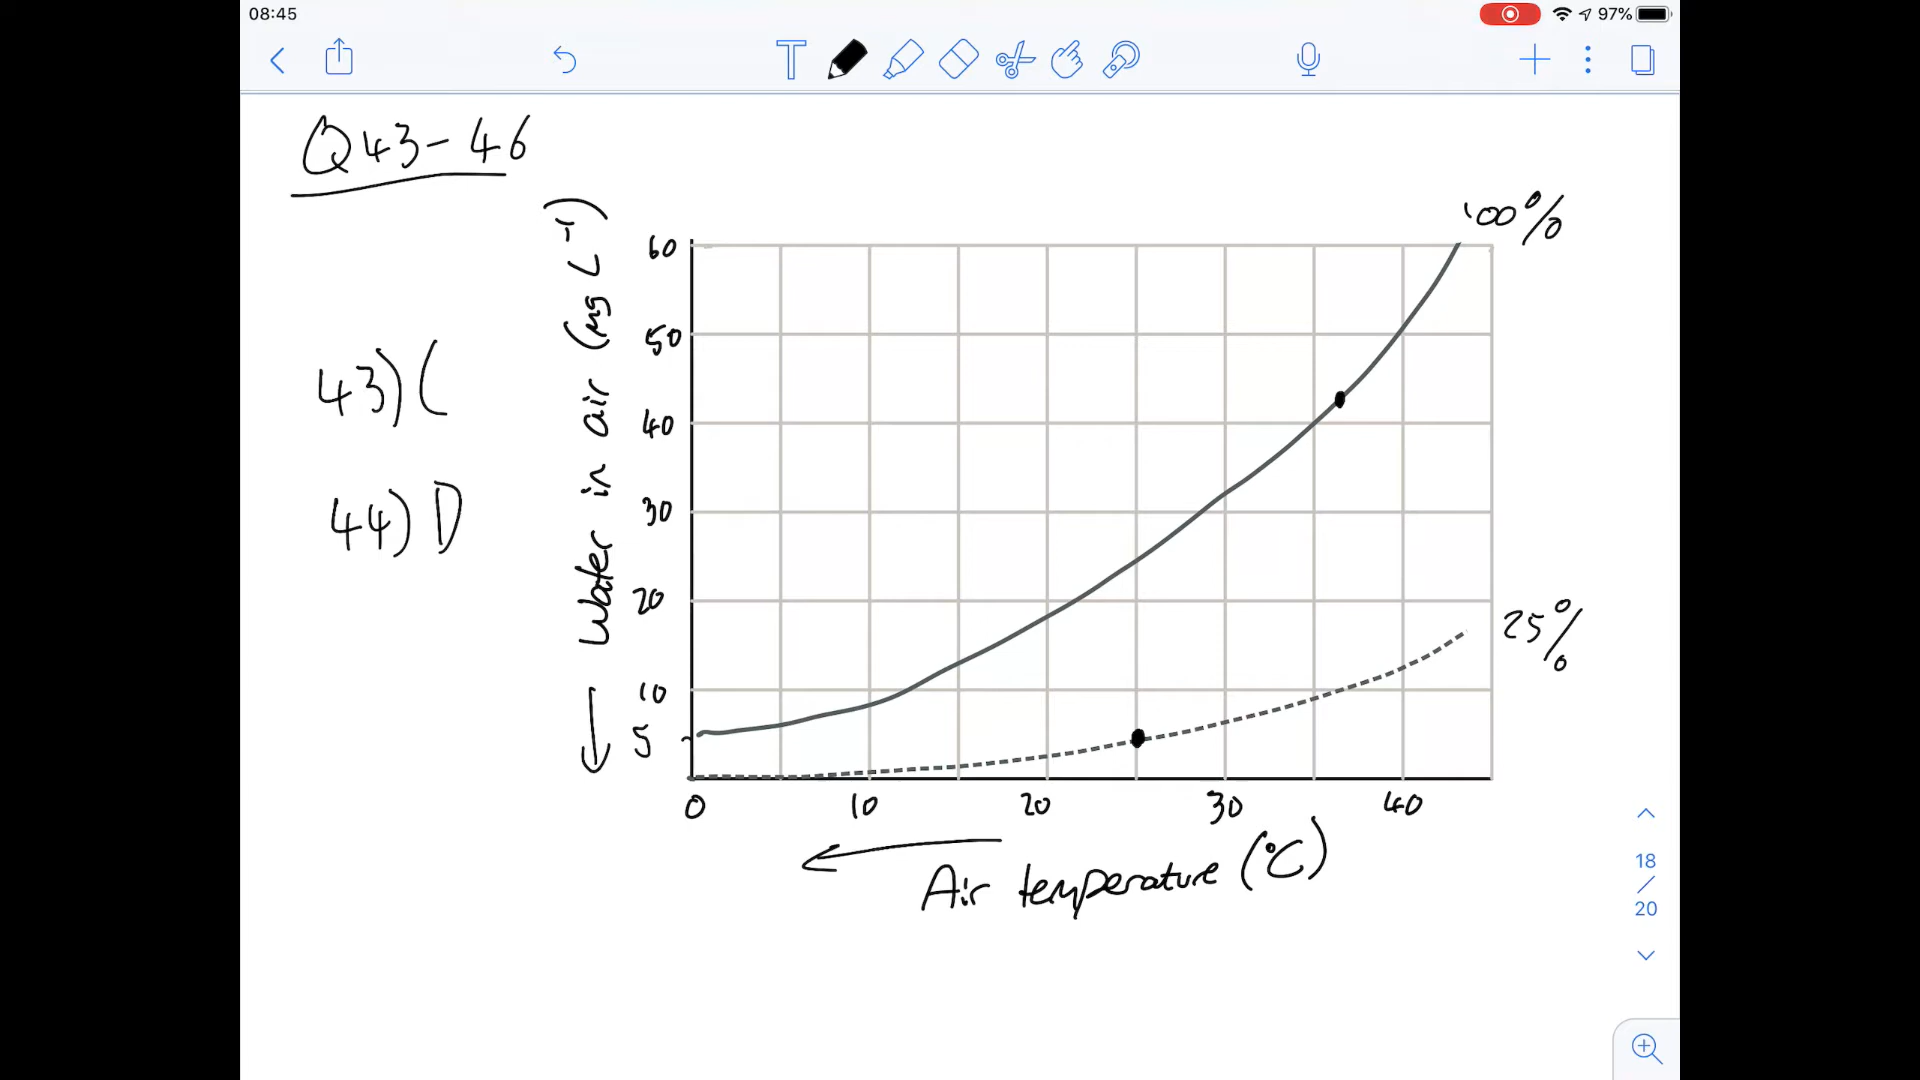 08:45
97%
T
Q43-46
43) C
44) D
Water in air (mg L⁻¹)
60
50
40
30
20
10
5
100%
25%
0 10 20 30 40
Air temperature (°C)
18
/
20